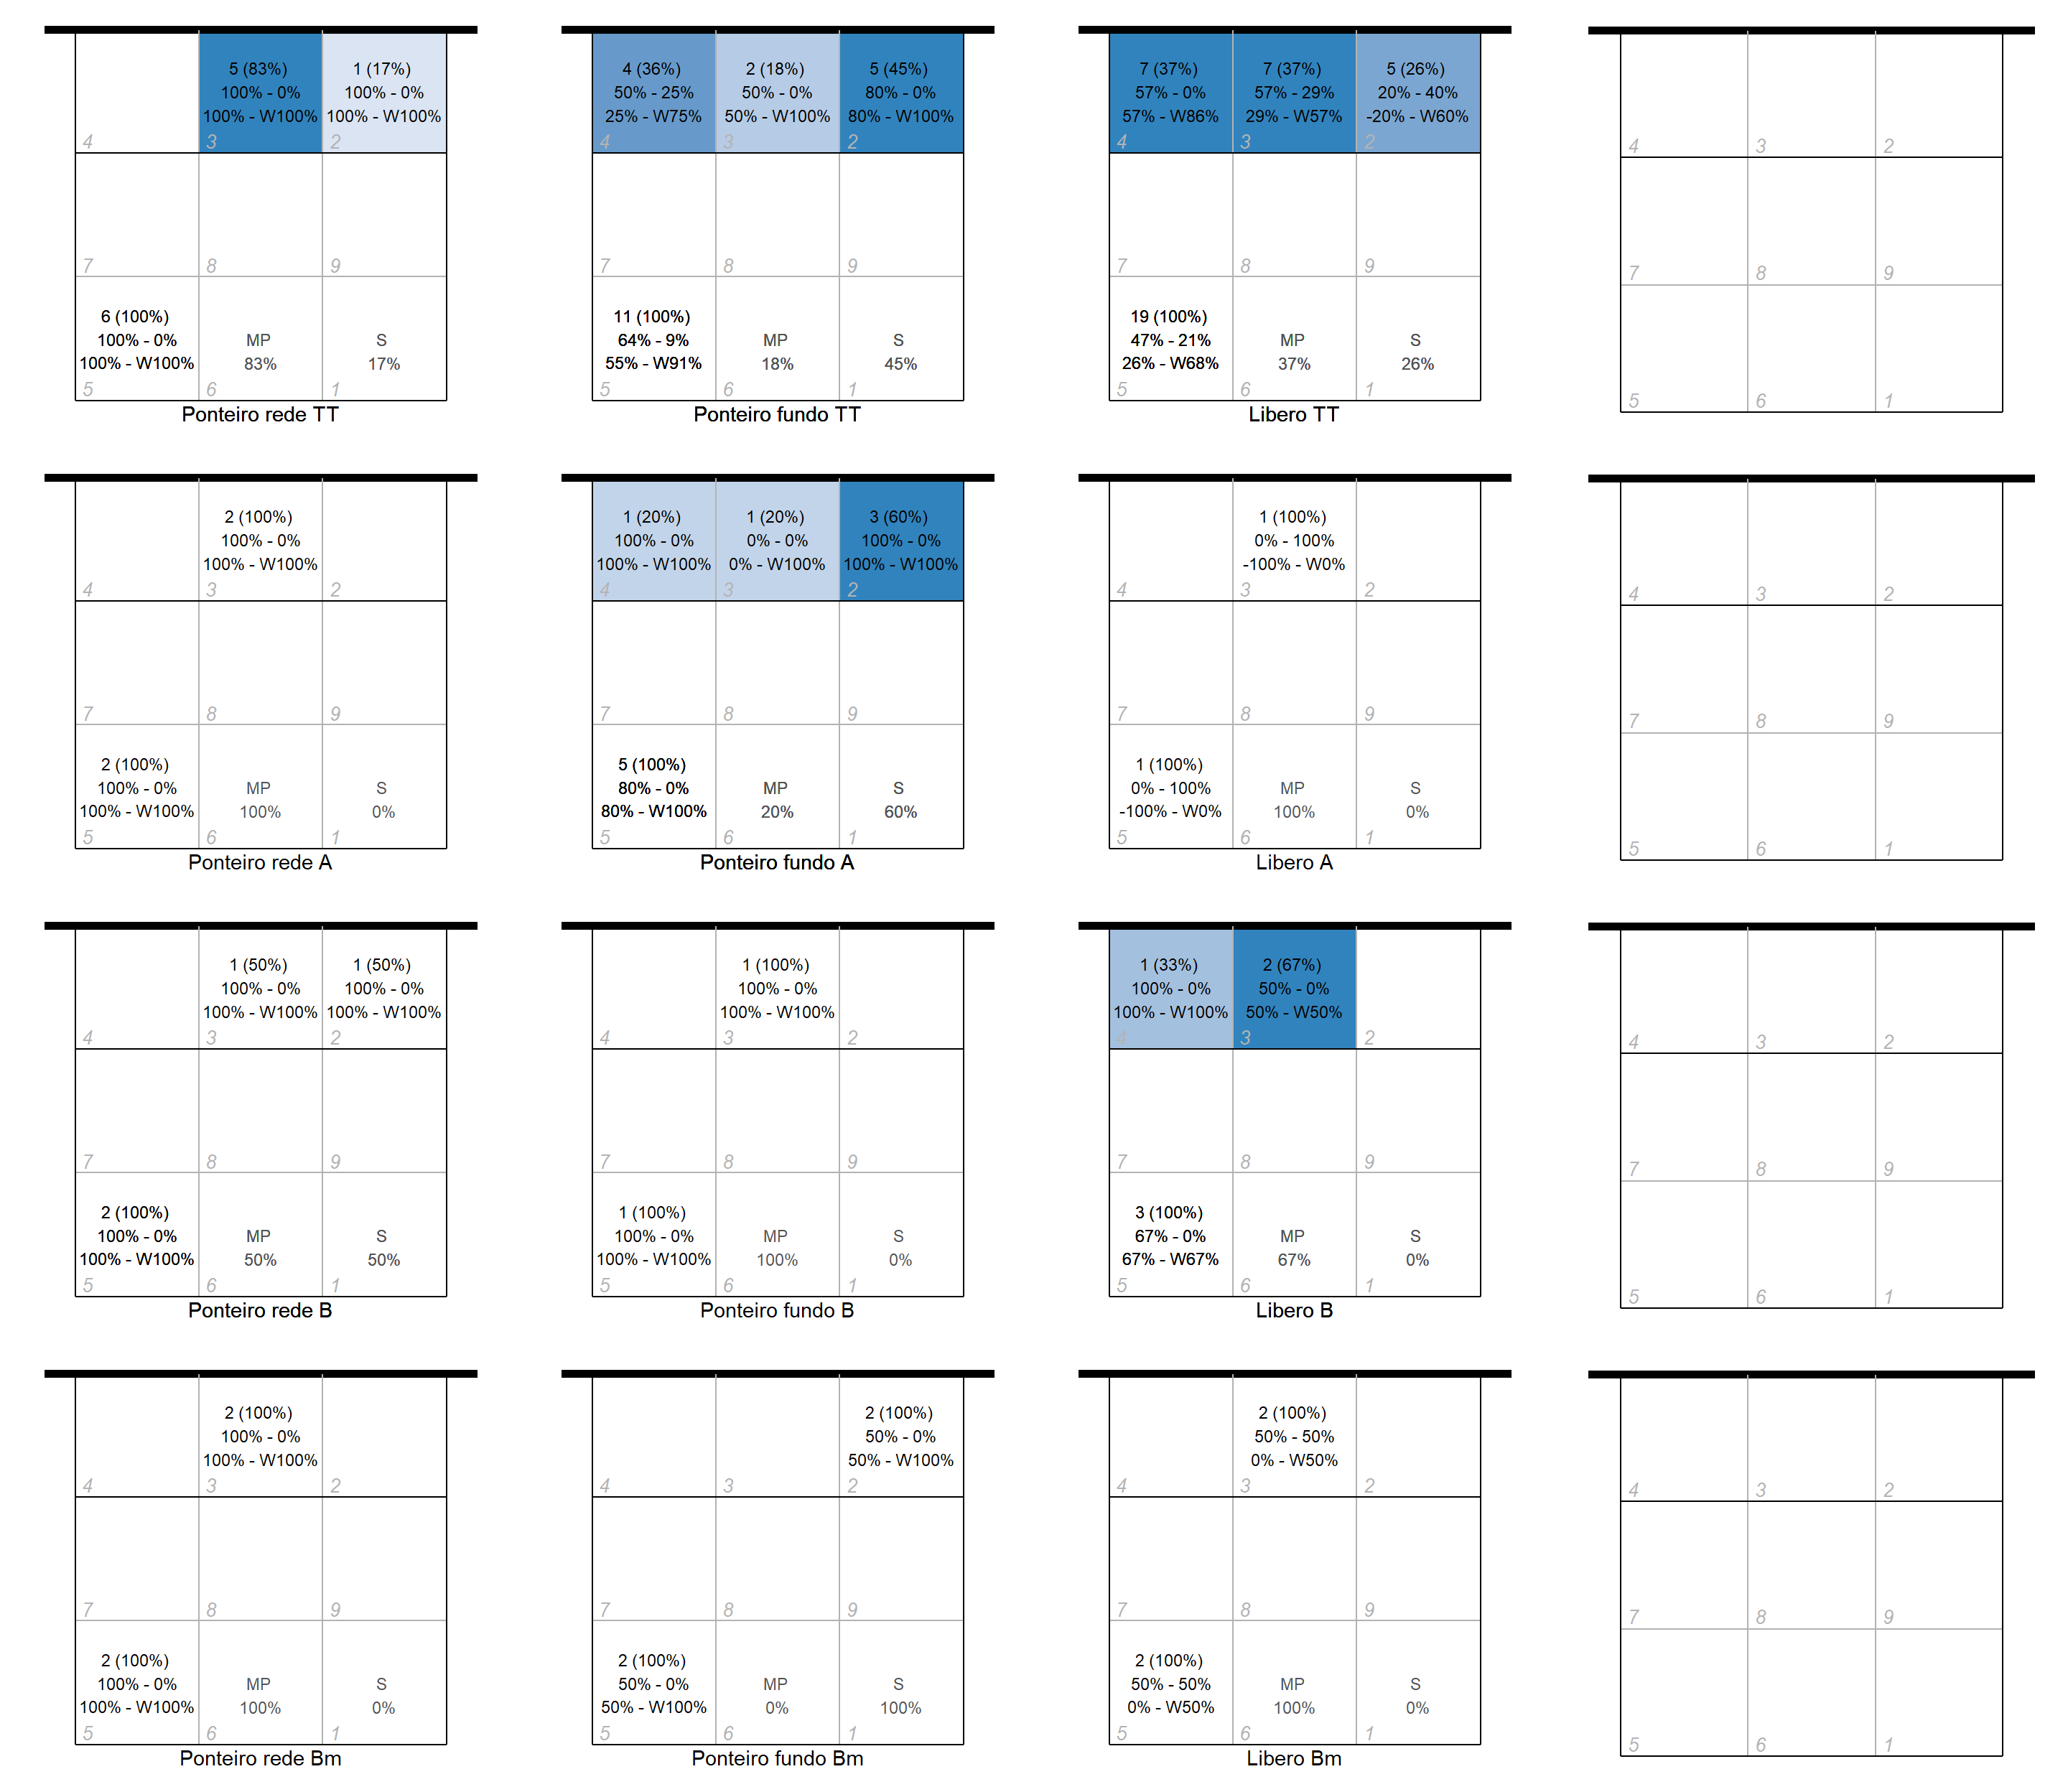 5 (83%)
100% - 0%
100% - W100%
1 (17%)
100% - 0%
100% - W100%
4
3
2
7
8
9
6 (100%)
100% - 0%
100% - W100%
MP
83%
S
17%
5
6
1
Ponteiro rede TT
4 (36%)
50% - 25%
25% - W75%
2 (18%)
50% - 0%
50% - W100%
5 (45%)
80% - 0%
80% - W100%
4
3
2
7
8
9
11 (100%)
64% - 9%
55% - W91%
MP
18%
S
45%
5
6
1
Ponteiro fundo TT
7 (37%)
57% - 0%
57% - W86%
7 (37%)
57% - 29%
29% - W57%
5 (26%)
20% - 40%
-20% - W60%
4
3
2
7
8
9
19 (100%)
47% - 21%
26% - W68%
MP
37%
S
26%
5
6
1
Libero TT
4
3
2
7
8
9
5
6
1
2 (100%)
100% - 0%
100% - W100%
4
3
2
7
8
9
2 (100%)
100% - 0%
100% - W100%
MP
100%
S
0%
5
6
1
Ponteiro rede A
1 (20%)
100% - 0%
100% - W100%
1 (20%)
0% - 0%
0% - W100%
3 (60%)
100% - 0%
100% - W100%
4
3
2
7
8
9
5 (100%)
80% - 0%
80% - W100%
MP
20%
S
60%
5
6
1
Ponteiro fundo A
1 (100%)
0% - 100%
-100% - W0%
4
3
2
7
8
9
1 (100%)
0% - 100%
-100% - W0%
MP
100%
S
0%
5
6
1
Libero A
4
3
2
7
8
9
5
6
1
1 (50%)
100% - 0%
100% - W100%
1 (50%)
100% - 0%
100% - W100%
4
3
2
7
8
9
2 (100%)
100% - 0%
100% - W100%
MP
50%
S
50%
5
6
1
Ponteiro rede B
1 (100%)
100% - 0%
100% - W100%
4
3
2
7
8
9
1 (100%)
100% - 0%
100% - W100%
MP
100%
S
0%
5
6
1
Ponteiro fundo B
1 (33%)
100% - 0%
100% - W100%
2 (67%)
50% - 0%
50% - W50%
4
3
2
7
8
9
3 (100%)
67% - 0%
67% - W67%
MP
67%
S
0%
5
6
1
Libero B
4
3
2
7
8
9
5
6
1
2 (100%)
100% - 0%
100% - W100%
4
3
2
7
8
9
2 (100%)
100% - 0%
100% - W100%
MP
100%
S
0%
5
6
1
Ponteiro rede Bm
2 (100%)
50% - 0%
50% - W100%
4
3
2
7
8
9
2 (100%)
50% - 0%
50% - W100%
MP
0%
S
100%
5
6
1
Ponteiro fundo Bm
2 (100%)
50% - 50%
0% - W50%
4
3
2
7
8
9
2 (100%)
50% - 50%
0% - W50%
MP
100%
S
0%
5
6
1
Libero Bm
4
3
2
7
8
9
5
6
1